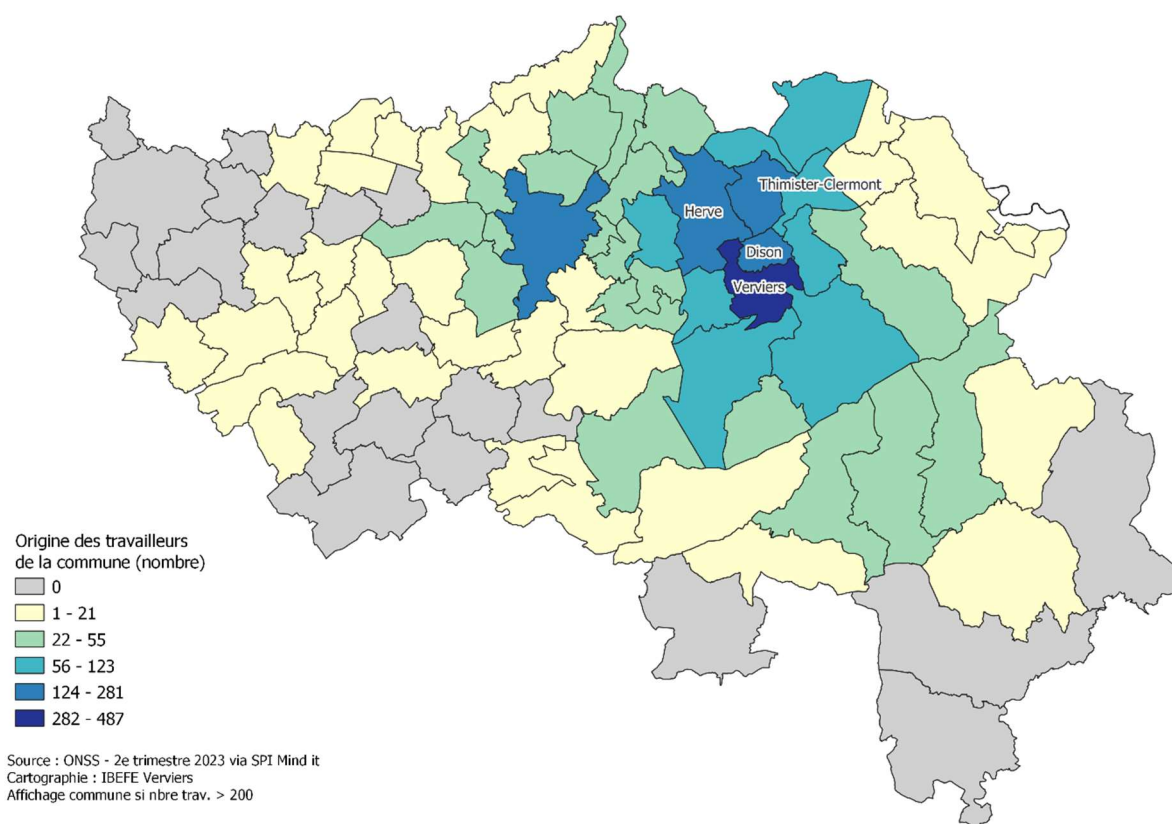 Thimister-Clermont
Herve
Dison
Verviers
Origine des travailleurs
de la commune (nombre)
0
1 - 21
22 - 55
56 - 123
124 - 281
282 - 487
Source : ONSS - 2e trimestre 2023 via SPI Mind it
Cartographie : IBEFE Verviers
Affichage commune si nbre trav. > 200